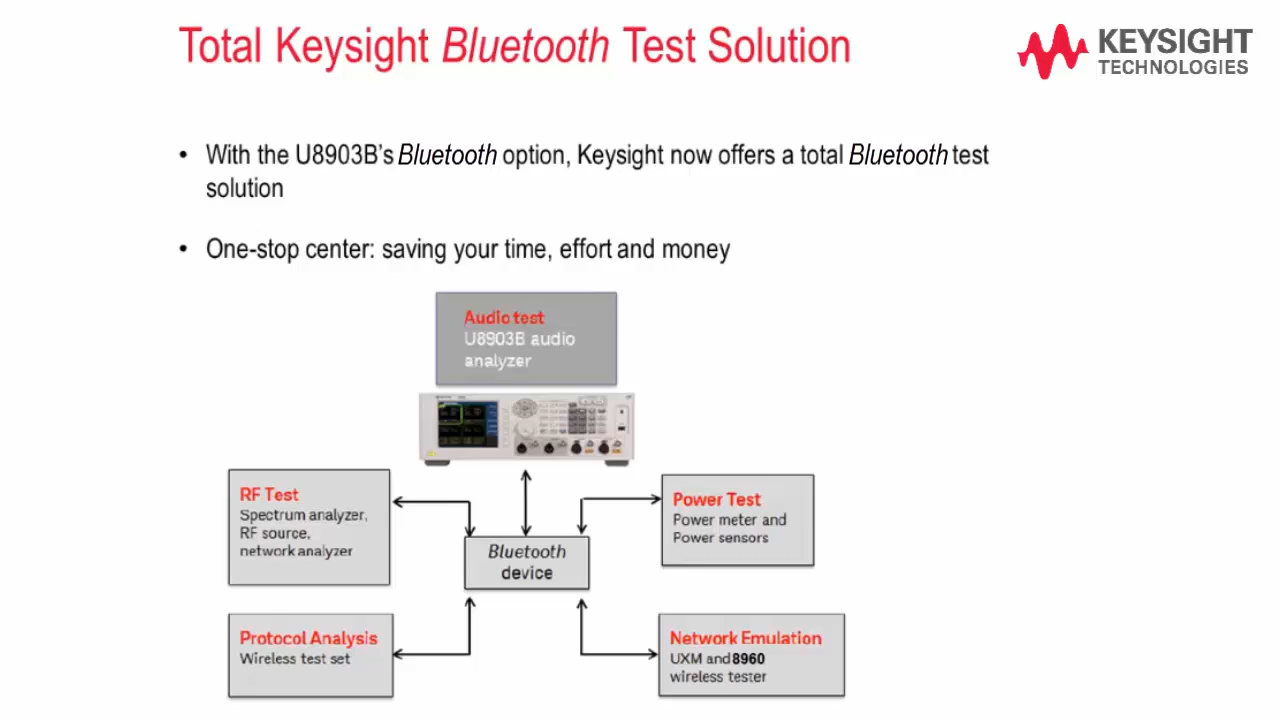 Total Keysight Bluetooth Test Solution
KEYSIGHT
TECHNOLOGIES
• With the U8903B's Bluetooth option, Keysight now offers a total Bluetooth test
solution
• One-stop center: saving your time, effort and money
Audio test
U8903B audio
analyzer
RF Test
Spectrum analyzer,
RF source,
network analyzer
Power Test
Power meter and
Power sensors
Bluetooth
device
Protocol Analysis
Wireless test set
Network Emulation
UXM and 8960
wireless tester